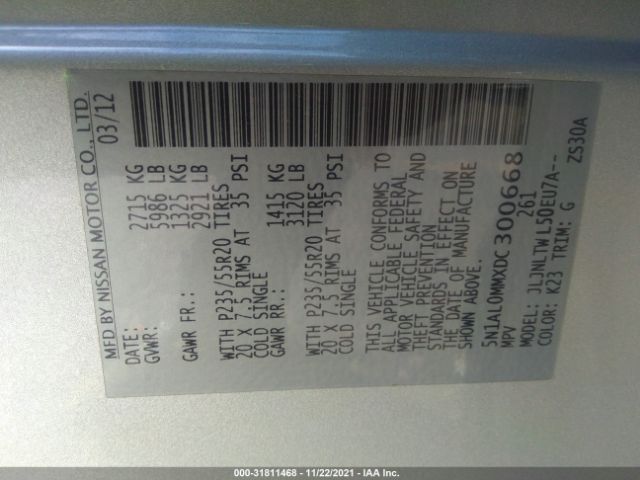 MFD BY NISSAN MOTOR CO., LTD.
DATE: 03/12
GVWR: 2715 KG
5986 LB
GAWR FR.: 1325 KG
2921 LB
WITH P235/55R20 TIRES
20 X 7.5 RIMS AT 35 PSI
COLD SINGLE
GAWR RR.: 1415 KG
3120 LB
WITH P235/55R20 TIRES
20 X 7.5 RIMS AT 35 PSI
COLD SINGLE
THIS VEHICLE CONFORMS TO
ALL APPLICABLE FEDERAL
MOTOR VEHICLE SAFETY AND
THEFT PREVENTION
STANDARDS IN EFFECT ON
THE DATE OF MANUFACTURE
SHOWN ABOVE.
5N1AL0MMXDC300668
MPV 261
MODEL: JLJNLTWL50EU7A--
COLOR: K23 TRIM: G ZS30A
000-31811468 - 11/22/2021 - IAA Inc.